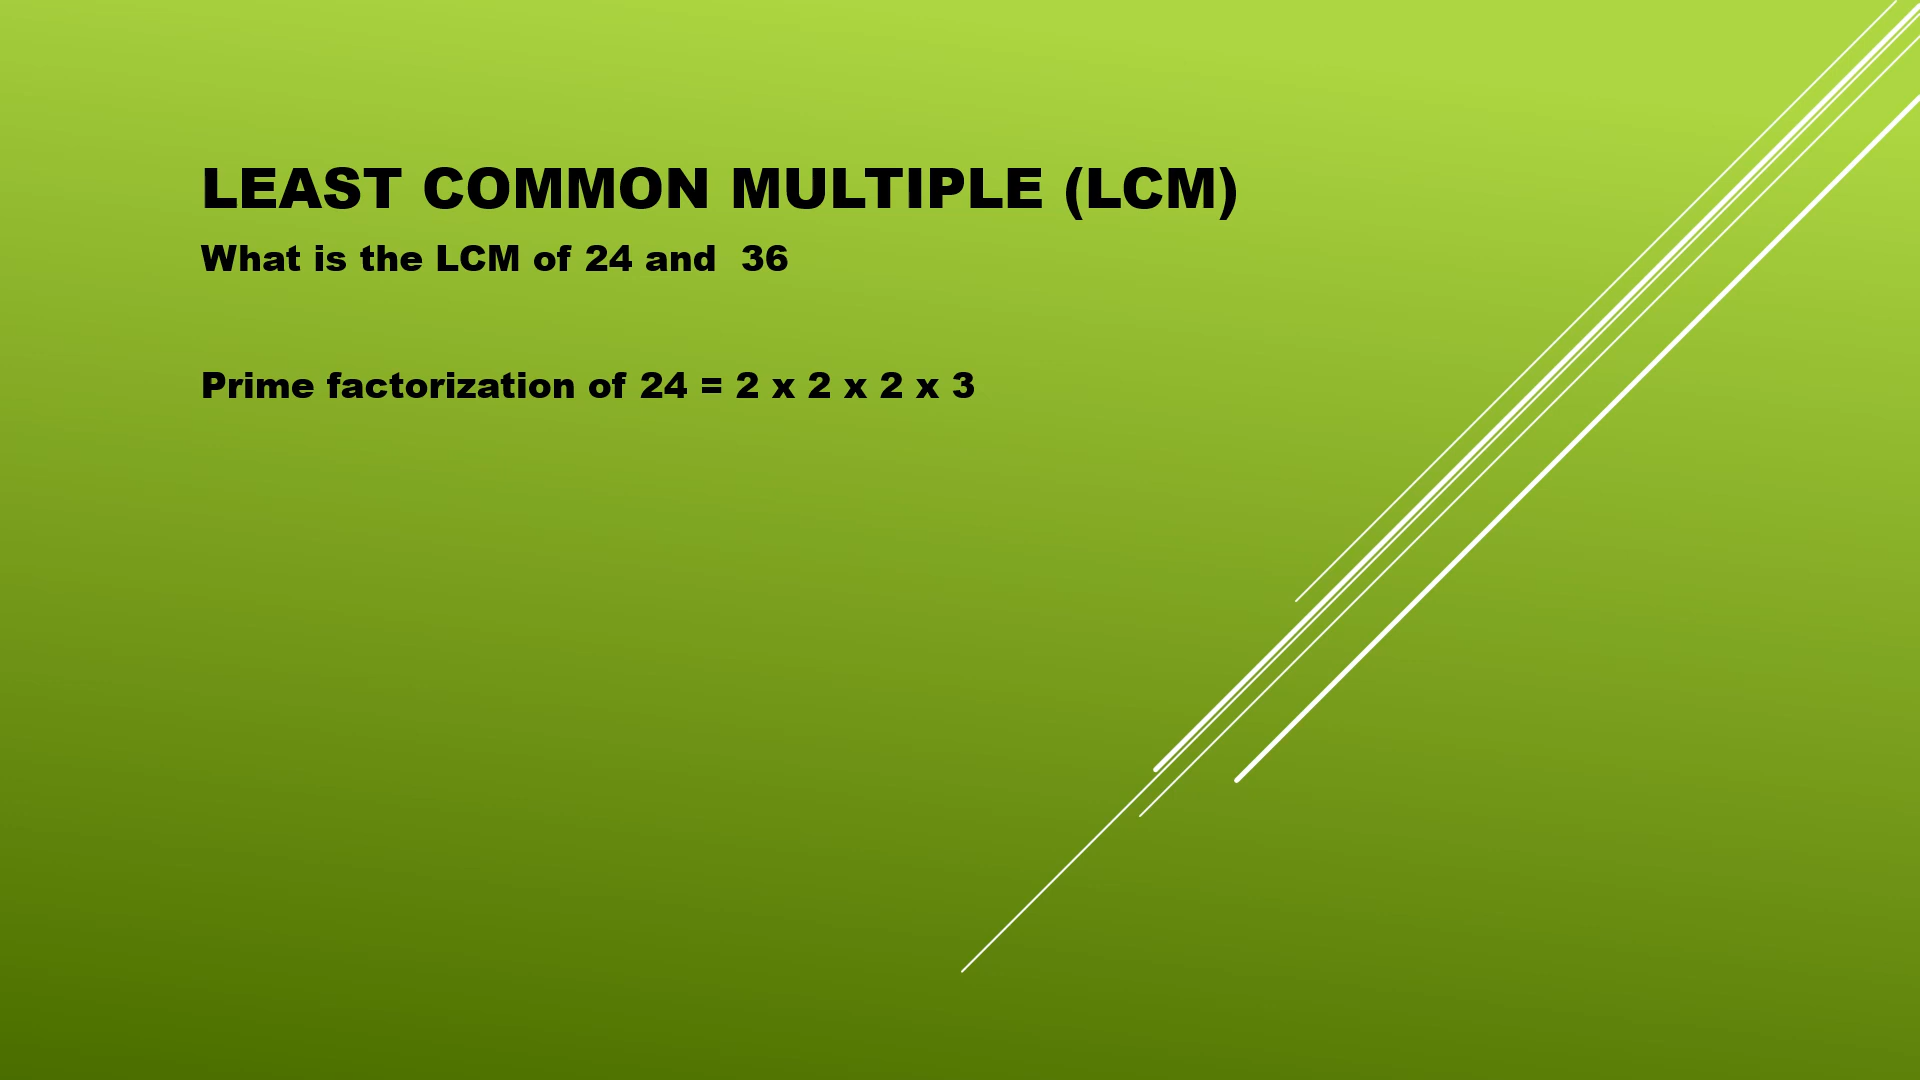 LEAST COMMON MULTIPLE (LCM)
What is the LCM of 24 and  36
Prime factorization of 24 = 2 x 2 x 2 x 3